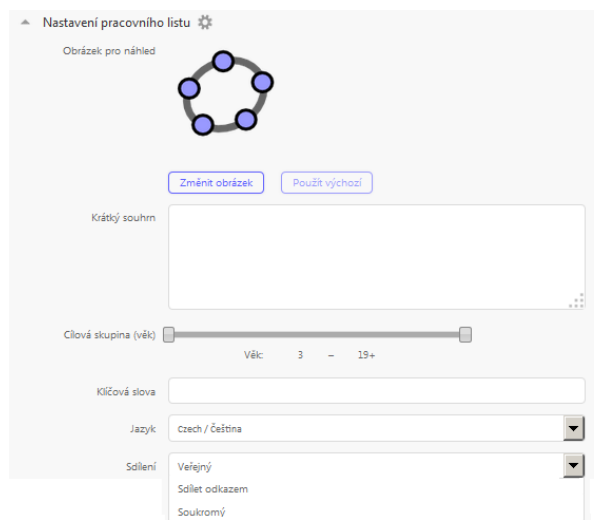 Nastavení pracovního listu
Obrázek pro náhled
Změnit obrázek Použít výchozí
Krátký souhrn
Cílová skupina (věk)
Věk: 3 – 19+
Klíčová slova
Jazyk Czech / Čeština
Sdílení Veřejný
Sdílet odkazem
Soukromý